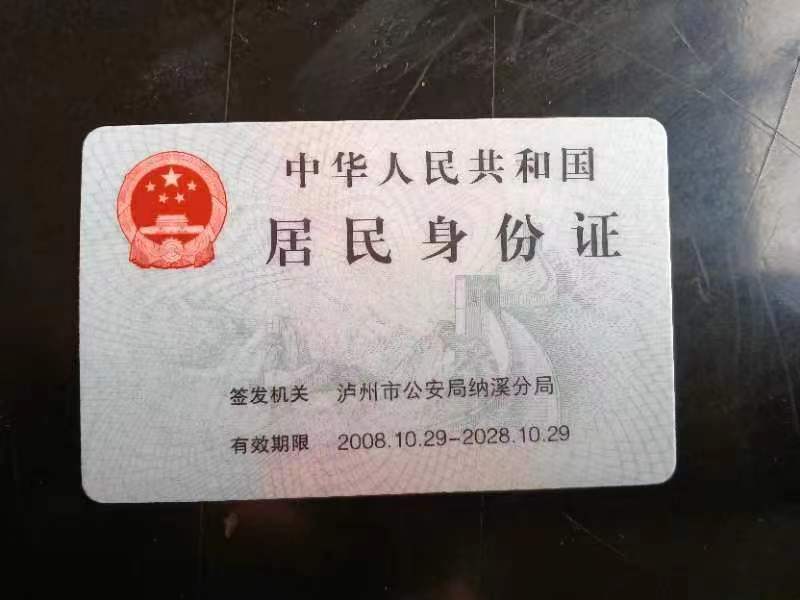 中华人民共和国
居民身份证
签发机关 泸州市公安局纳溪分局
有效期限 2008.10.29-2028.10.29